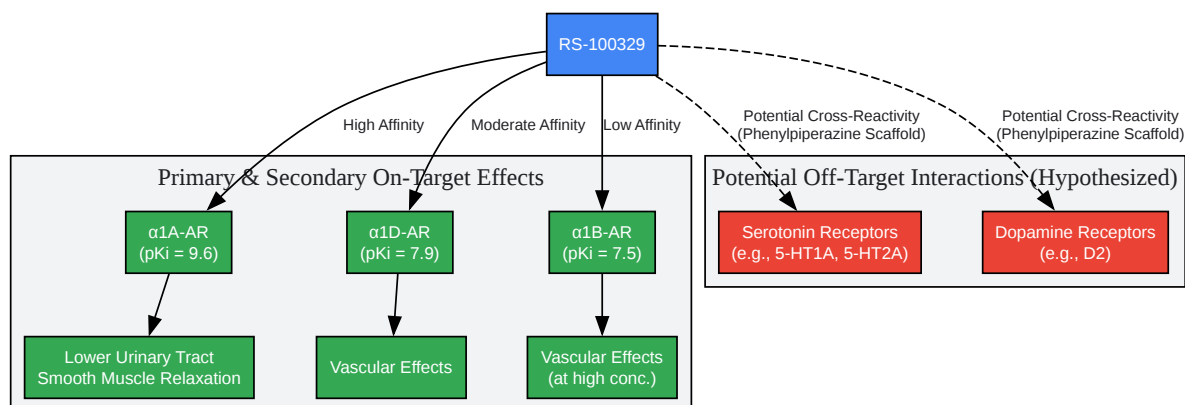 RS-100329
High Affinity
Moderate Affinity
Low Affinity
Potential Cross-Reactivity
(Phenylpiperazine Scaffold)
Potential Cross-Reactivity
(Phenylpiperazine Scaffold)
Primary & Secondary On-Target Effects
Potential Off-Target Interactions (Hypothesized)
α1A-AR
(pKi = 9.6)
α1D-AR
(pKi = 7.9)
α1B-AR
(pKi = 7.5)
Serotonin Receptors
(e.g., 5-HT1A, 5-HT2A)
Dopamine Receptors
(e.g., D2)
Lower Urinary Tract
Smooth Muscle Relaxation
Vascular Effects
Vascular Effects
(at high conc.)